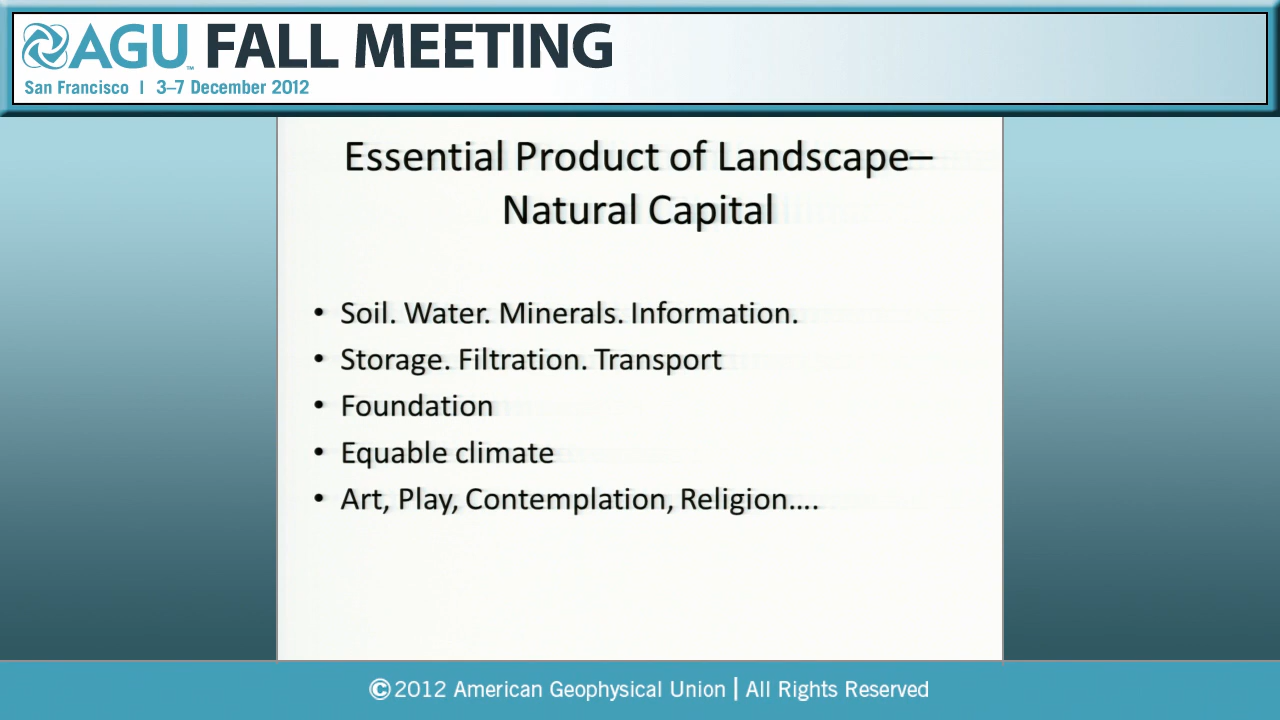 AGU FALL MEETING
San Francisco | 3–7 December 2012
Essential Product of Landscape–
Natural Capital
• Soil. Water. Minerals. Information.
• Storage. Filtration. Transport
• Foundation
• Equable climate
• Art, Play, Contemplation, Religion....
©2012 American Geophysical Union | All Rights Reserved